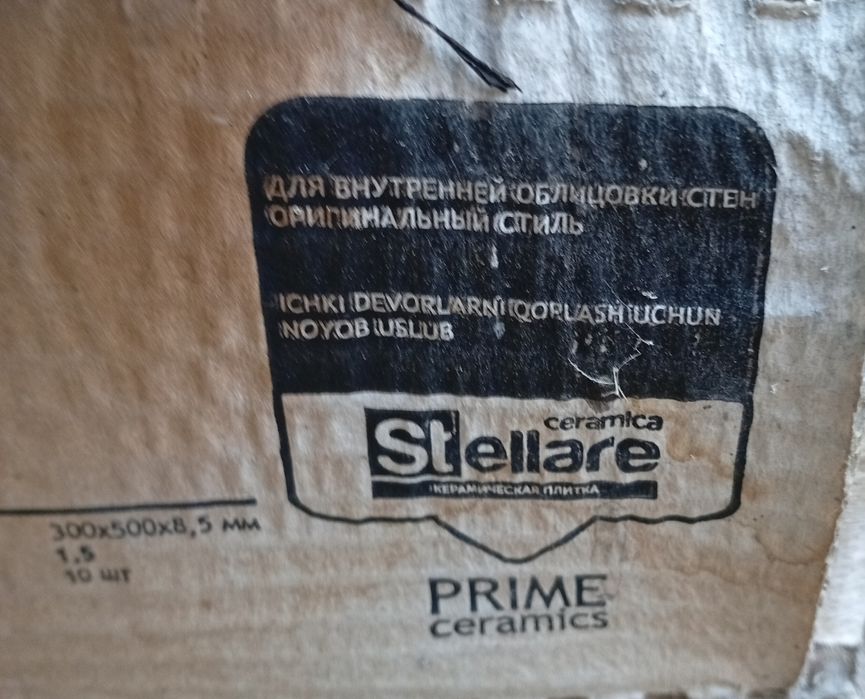 ДЛЯ ВНУТРЕННЕЙ ОБЛИЦОВКИ СТЕН
ОРИГИНАЛЬНЫЙ СТИЛЬ
ICHKI DEVORLARNI QOPLASH UCHUN
NOYOB USLUB
ceramica
Stellare
КЕРАМИЧЕСКАЯ ПЛИТКА
300x500x8,5 мм
1,5
10 шт
PRIME
ceramics